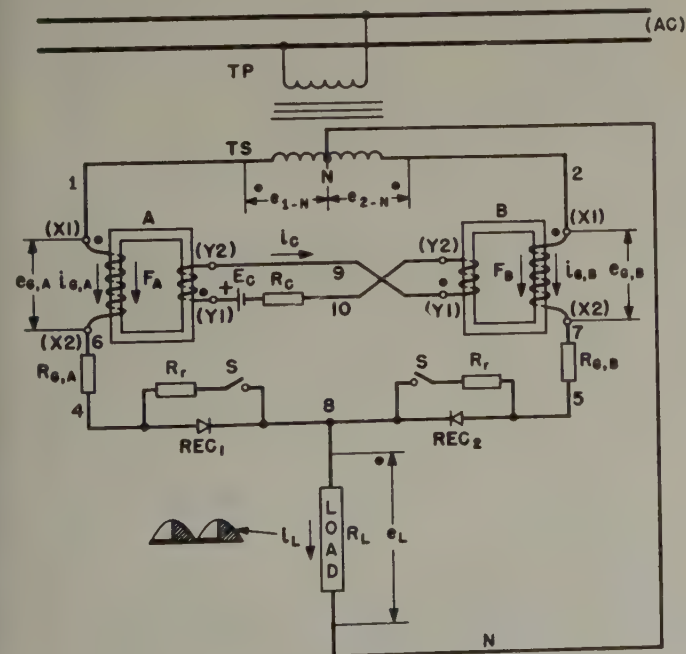 (AC)
TP
TS
N
1
2
e1-N
e2-N
(X1)
A
B
(X1)
(Y2)
ic
(Y2)
eG,A
iG,A
FA
+ Ec
Rc
9
10
FB
iG,B
eG,B
(Y1)
(Y1)
(X2)
6
(X2)
7
RG,A
RG,B
Rr
S
S
Rr
4
8
5
REC1
REC2
iL
LOAD
RL
eL
N